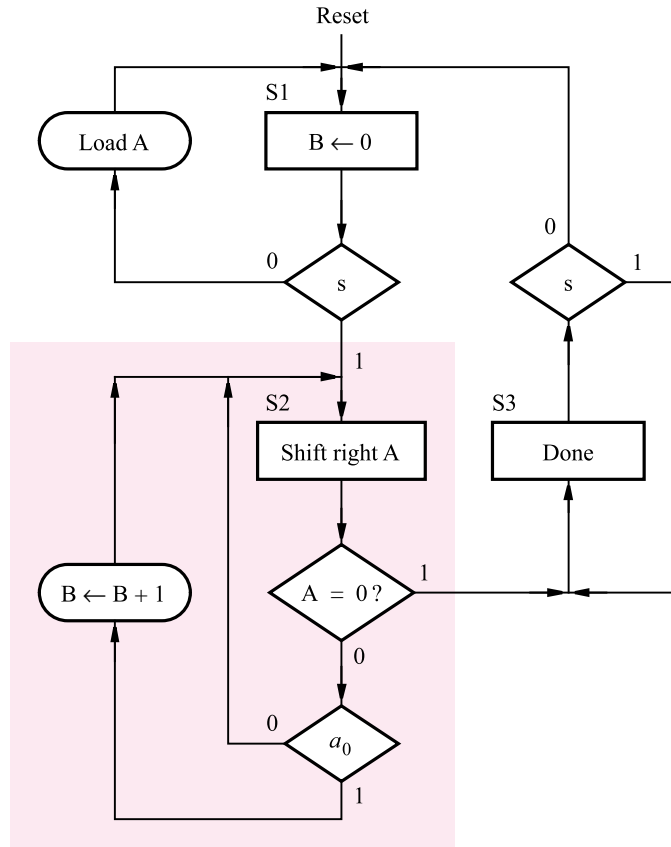 Reset
S1
Load A
B ← 0
0
1
0
s
s
1
S2
S3
Shift right A
Done
1
B ← B + 1
A = 0 ?
0
0
a0
1